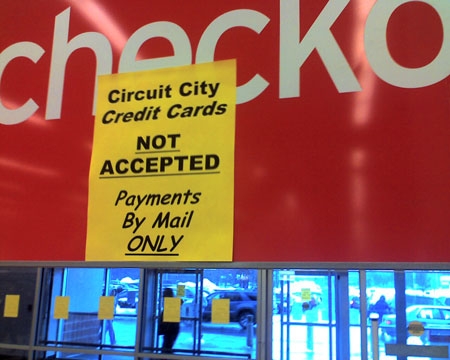 checko
Circuit City
Credit Cards
NOT
ACCEPTED
Payments
By Mail
ONLY